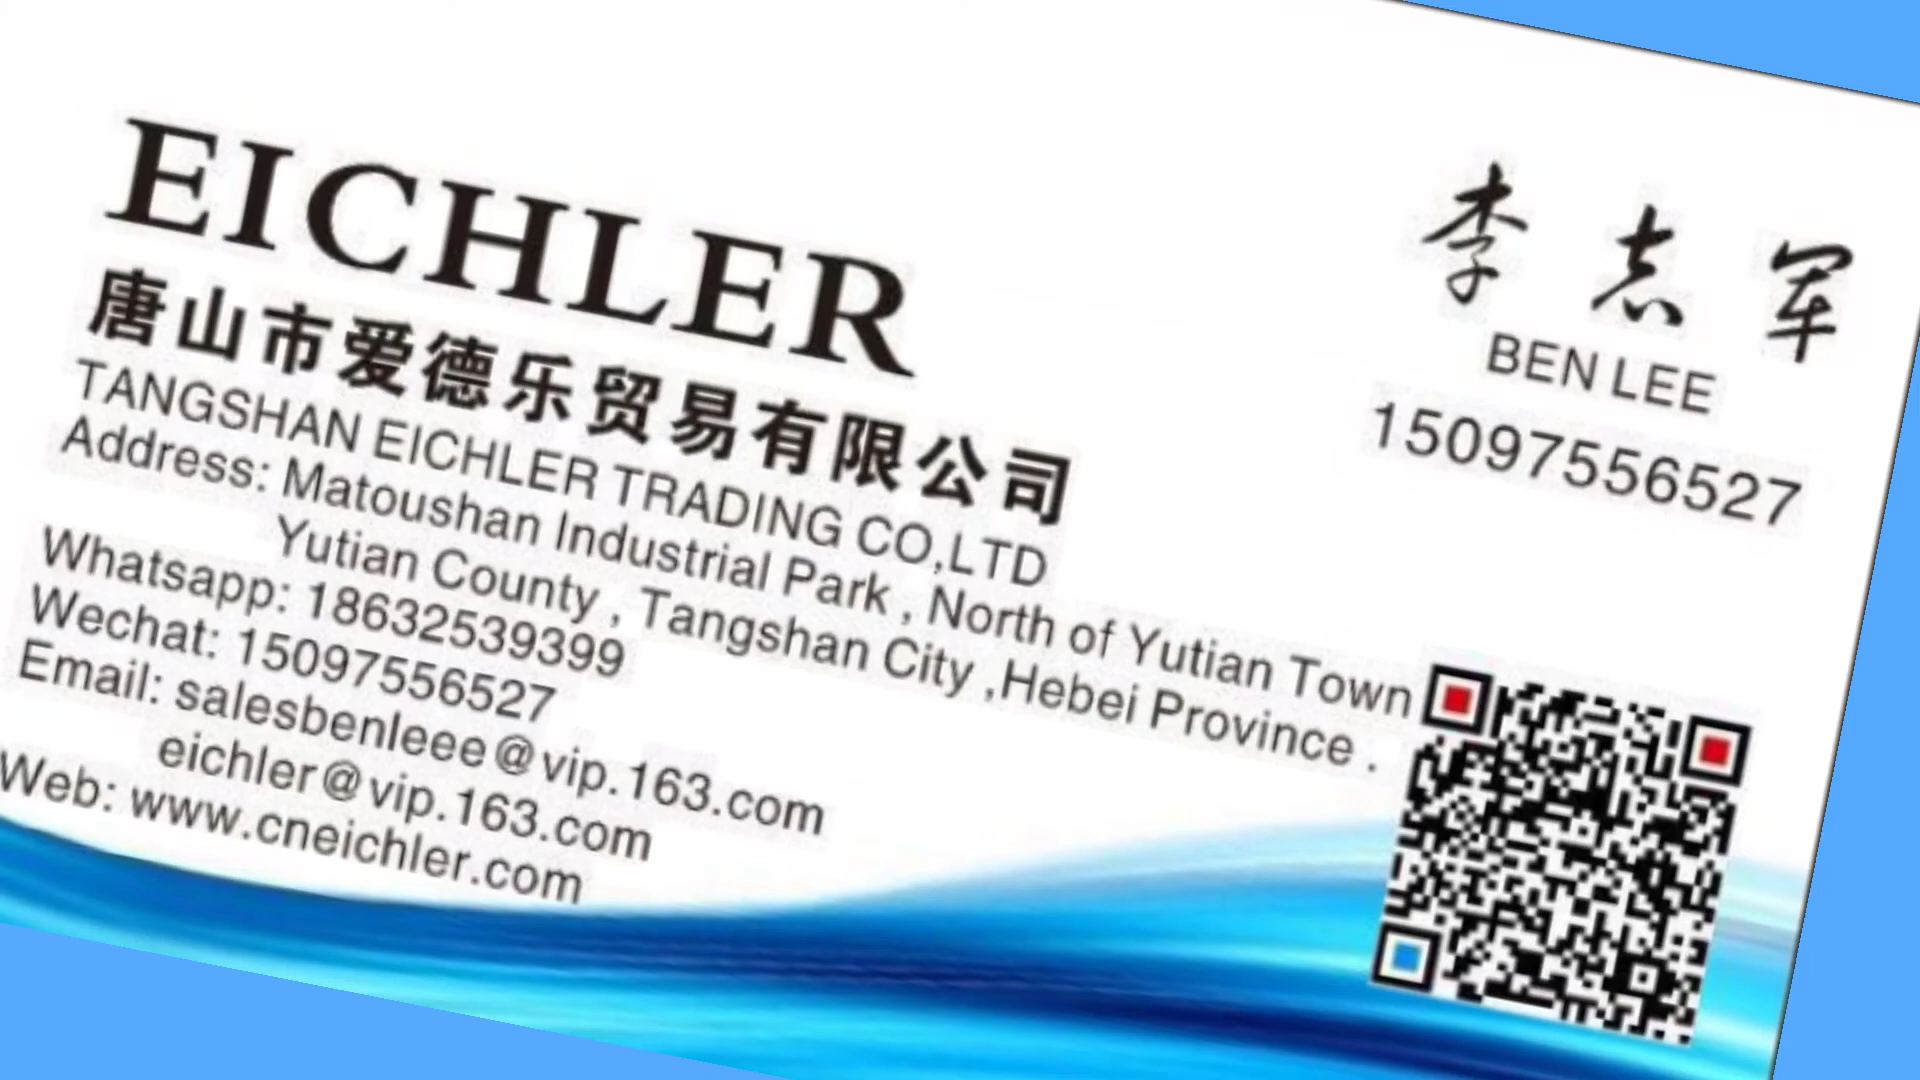 EICHLER
唐山市爱德乐贸易有限公司
TANGSHAN EICHLER TRADING CO,LTD
Address: Matoushan Industrial Park , North of Yutian Town
Yutian County , Tangshan City ,Hebei Province .
Whatsapp: 18632539399
Wechat: 15097556527
Email: salesbenleee@vip.163.com
eichler@vip.163.com
Web: www.cneichler.com
李志军
BEN LEE
15097556527